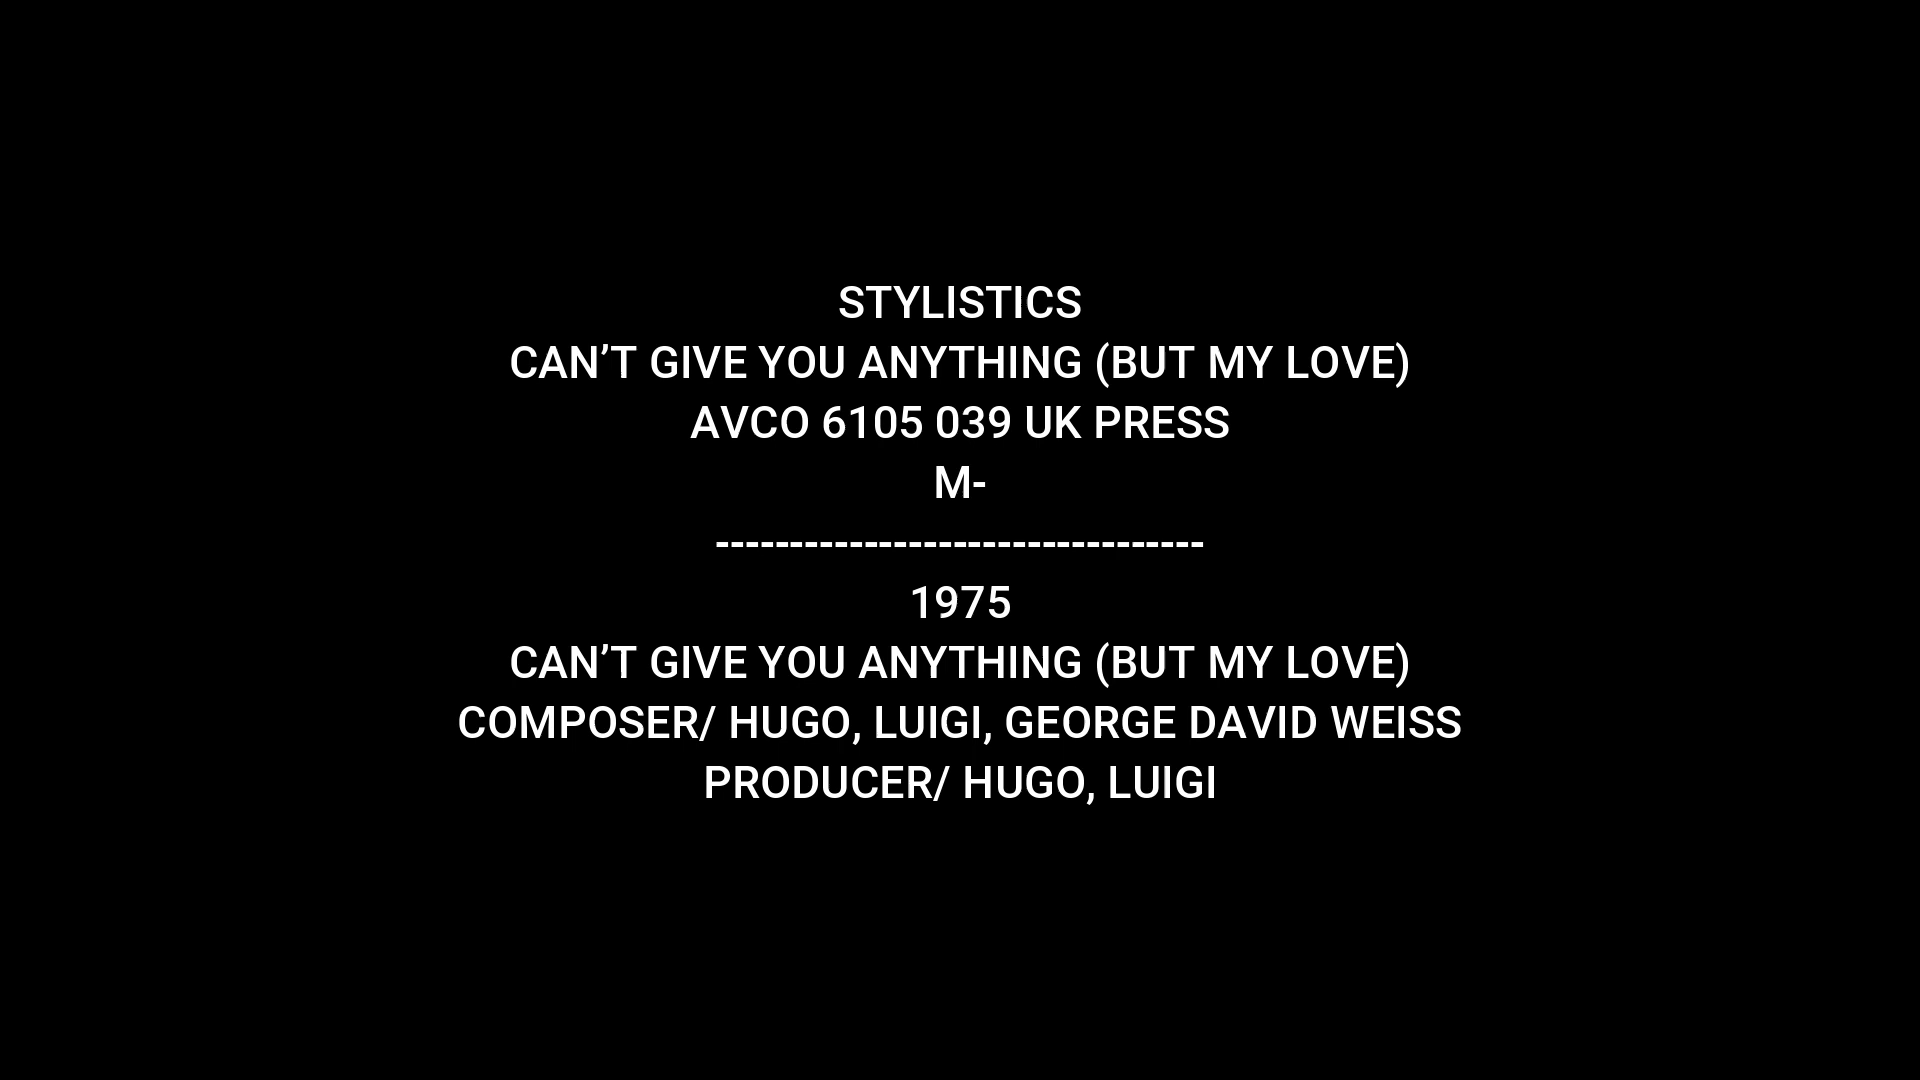 STYLISTICS
CAN’T GIVE YOU ANYTHING (BUT MY LOVE)
AVCO 6105 039 UK PRESS
M-
---------------------------------
1975
CAN’T GIVE YOU ANYTHING (BUT MY LOVE)
COMPOSER/ HUGO, LUIGI, GEORGE DAVID WEISS
PRODUCER/ HUGO, LUIGI